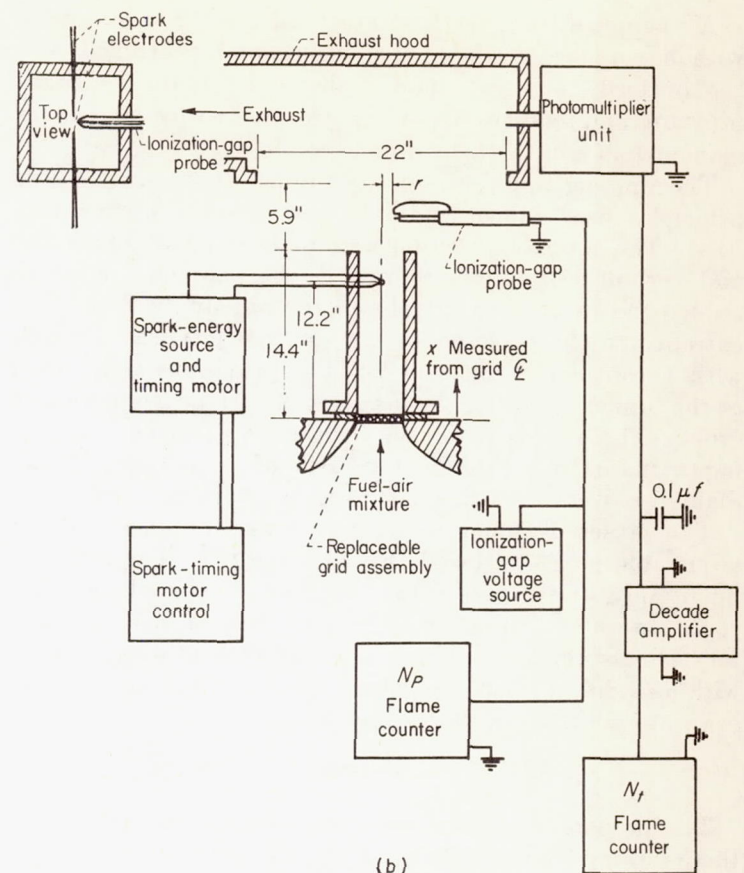 Spark
electrodes
Exhaust hood
Top
view
Exhaust
Ionization-gap
probe
Photomultiplier
unit
22"
r
5.9"
Ionization-gap
probe
12.2"
14.4"
Spark-energy
source
and
timing motor
x Measured
from grid ℄
Fuel-air
mixture
0.1 μf
Replaceable
grid assembly
Ionization-
gap
voltage
source
Spark-timing
motor
control
Decade
amplifier
Np
Flame
counter
Nt
Flame
counter
(b)